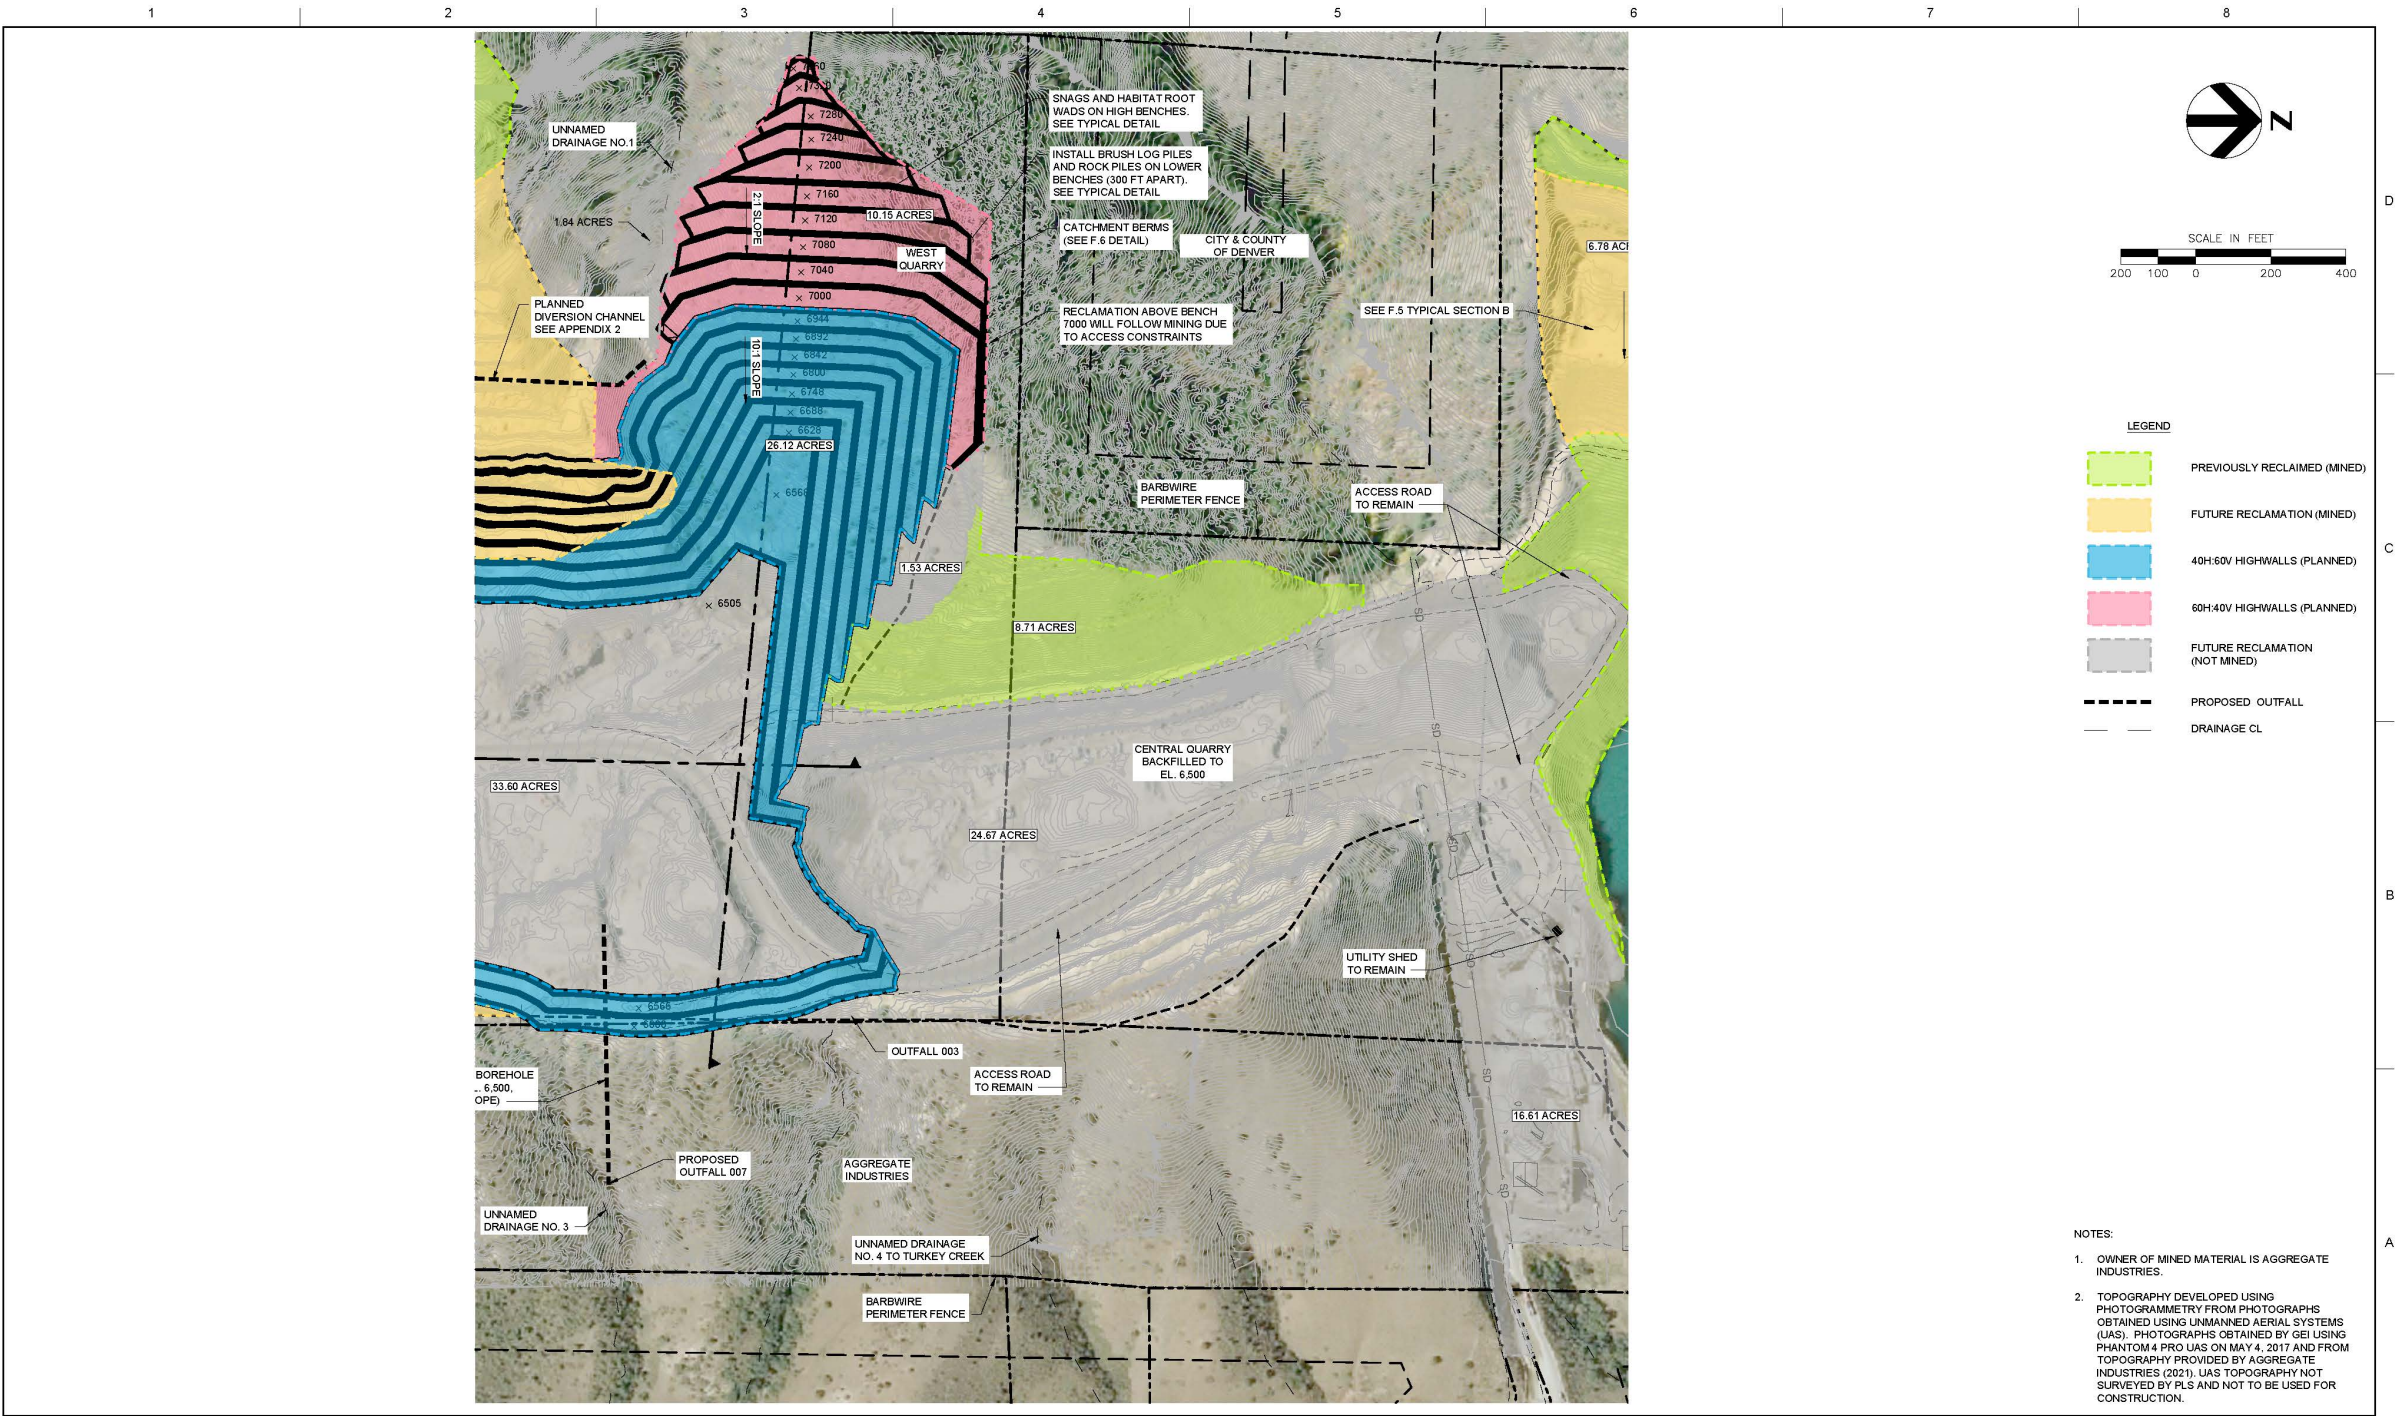 1 2 3 4 5 6 7 8
D
C
B
A
N
SCALE IN FEET
200 100 0 200 400
UNNAMED
DRAINAGE NO.1
1.84 ACRES
PLANNED
DIVERSION CHANNEL
SEE APPENDIX 2
7280
7240
7200
7160
7120
7080
7040
7000
6944
6892
6842
6800
6748
6688
6628
2:1 SLOPE
10:1 SLOPE
10.15 ACRES
WEST
QUARRY
26.12 ACRES
6505
SNAGS AND HABITAT ROOT
WADS ON HIGH BENCHES.
SEE TYPICAL DETAIL
INSTALL BRUSH LOG PILES
AND ROCK PILES ON LOWER
BENCHES (300 FT APART).
SEE TYPICAL DETAIL
CATCHMENT BERMS
(SEE F.6 DETAIL)
CITY & COUNTY
OF DENVER
RECLAMATION ABOVE BENCH
7000 WILL FOLLOW MINING DUE
TO ACCESS CONSTRAINTS
SEE F.5 TYPICAL SECTION B
BARBWIRE
PERIMETER FENCE
ACCESS ROAD
TO REMAIN
1.53 ACRES
8.71 ACRES
SD
SD
SD
SD
SD
SD
CENTRAL QUARRY
BACKFILLED TO
EL. 6,500
33.60 ACRES
24.67 ACRES
UTILITY SHED
TO REMAIN
6566
OUTFALL 003
ACCESS ROAD
TO REMAIN
BOREHOLE
6,500,
OPE)
16.61 ACRES
PROPOSED
OUTFALL 007
AGGREGATE
INDUSTRIES
UNNAMED
DRAINAGE NO. 3
UNNAMED DRAINAGE
NO. 4 TO TURKEY CREEK
BARBWIRE
PERIMETER FENCE
LEGEND
PREVIOUSLY RECLAIMED (MINED)
FUTURE RECLAMATION (MINED)
40H:60V HIGHWALLS (PLANNED)
60H:40V HIGHWALLS (PLANNED)
FUTURE RECLAMATION
(NOT MINED)
PROPOSED OUTFALL
DRAINAGE CL
NOTES:
1. OWNER OF MINED MATERIAL IS AGGREGATE
INDUSTRIES.
2. TOPOGRAPHY DEVELOPED USING
PHOTOGRAMMETRY FROM PHOTOGRAPHS
OBTAINED USING UNMANNED AERIAL SYSTEMS
(UAS). PHOTOGRAPHS OBTAINED BY GEI USING
PHANTOM 4 PRO UAS ON MAY 4, 2017 AND FROM
TOPOGRAPHY PROVIDED BY AGGREGATE
INDUSTRIES (2021). UAS TOPOGRAPHY NOT
SURVEYED BY PLS AND NOT TO BE USED FOR
CONSTRUCTION.